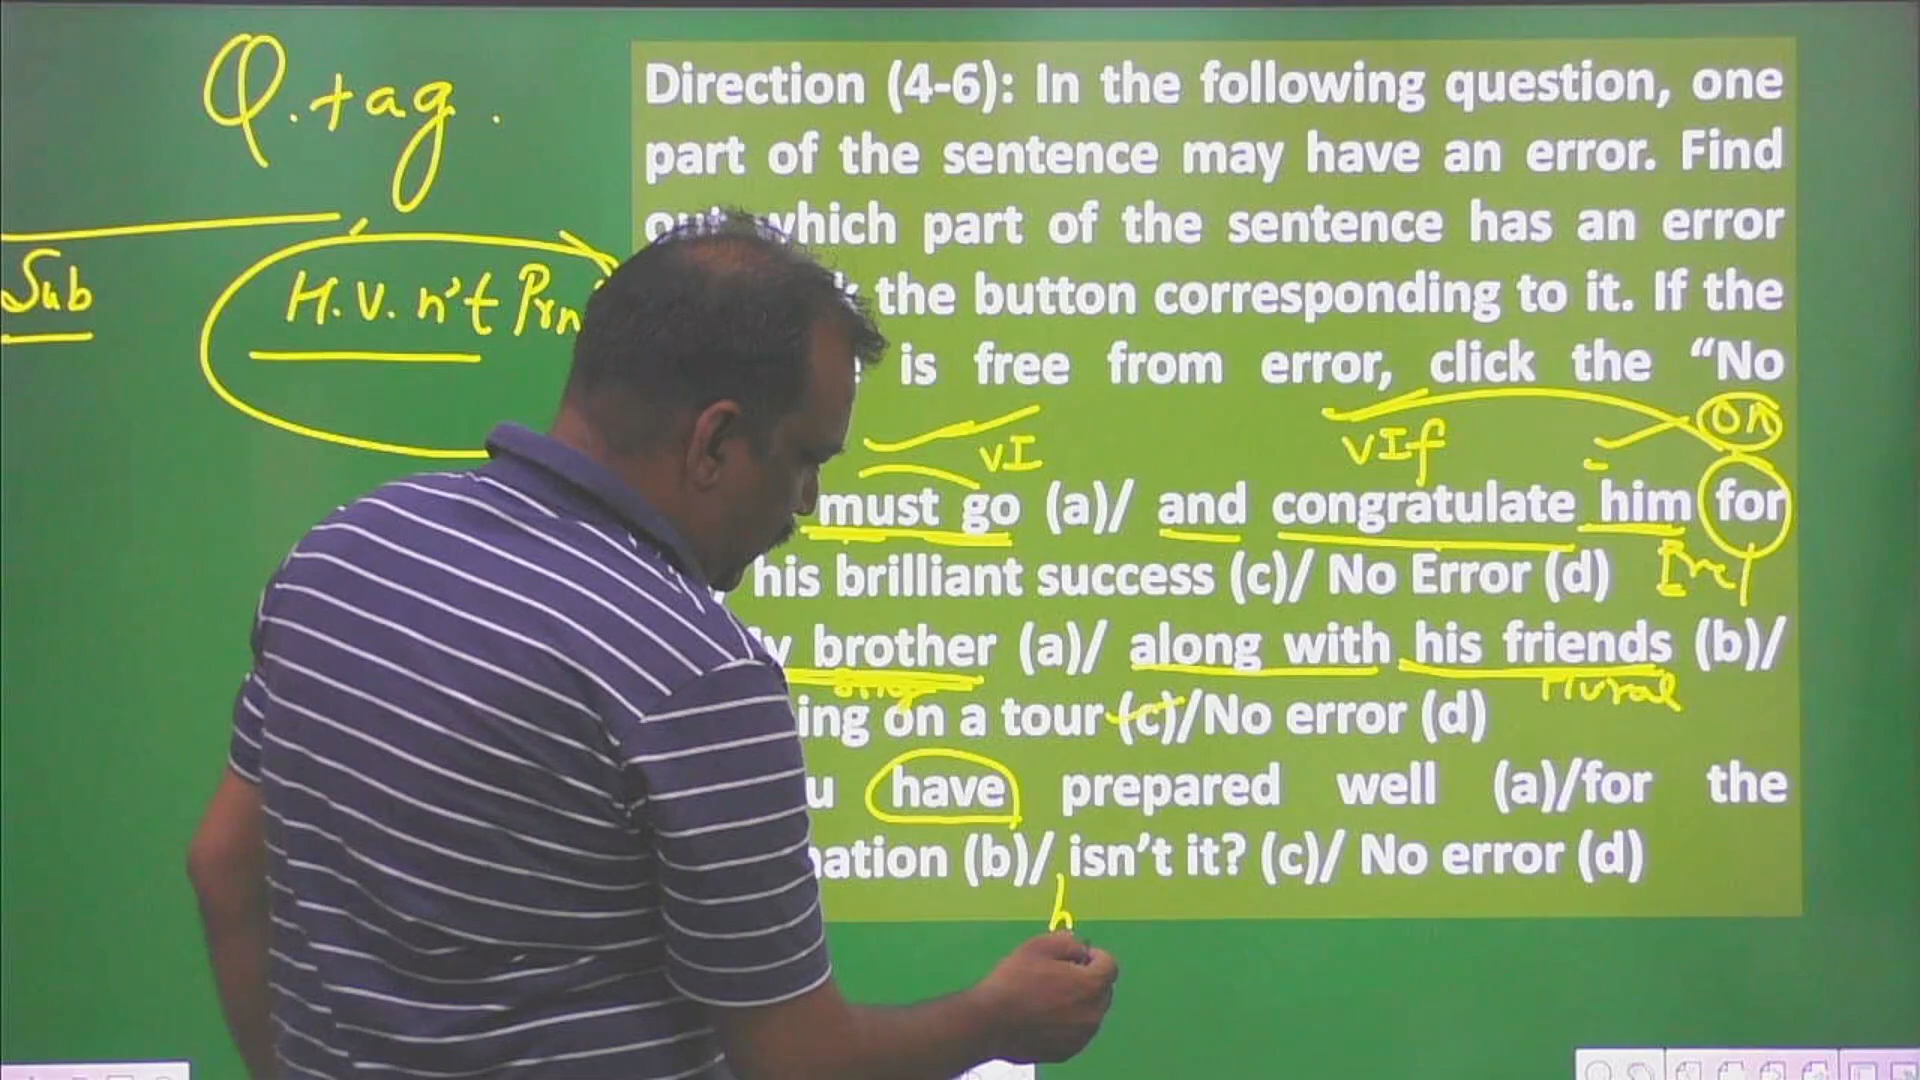 Q. tag.
Sub
H.V. n't Prn
Direction (4-6): In the following question, one
part of the sentence may have an error. Find
which part of the sentence has an error
the button corresponding to it. If the
is free from error, click the “No
on
VI
VIf
must go (a)/ and congratulate him for
his brilliant success (c)/ No Error (d)
brother (a)/ along with his friends (b)/
Plural
ing on a tour (c)/No error (d)
have prepared well (a)/for the
nation (b)/ isn’t it? (c)/ No error (d)
h